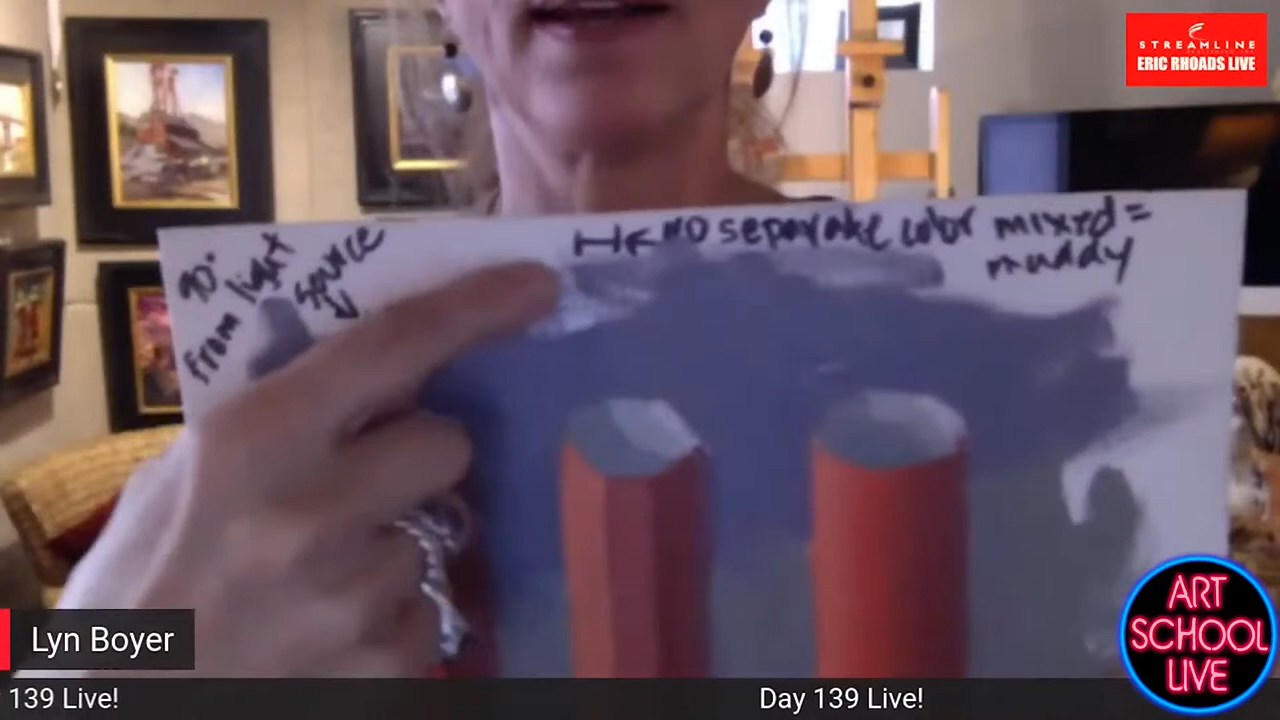 STREAMLINE
ERIC RHOADS LIVE
90°
from light
source
NO separate color mixed =
muddy
Lyn Boyer
139 Live!
Day 139 Live!
ART
SCHOOL
LIVE